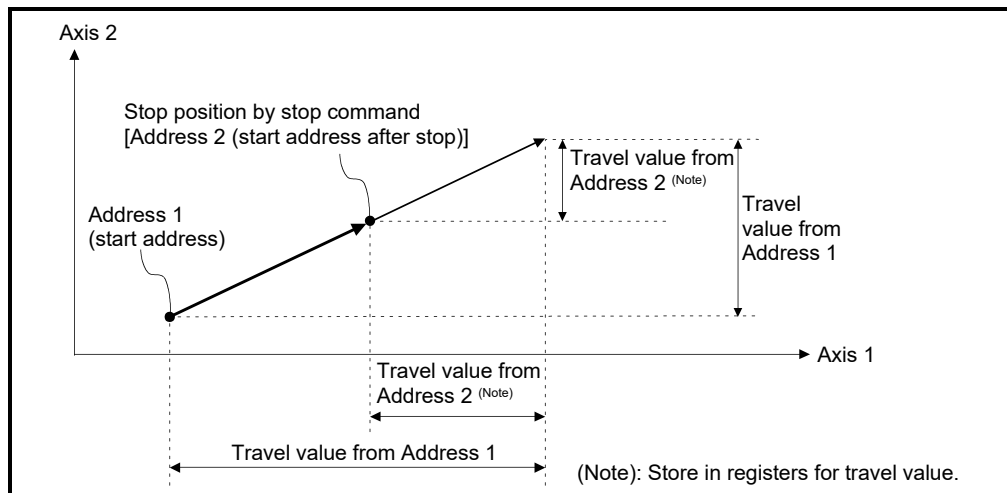 Axis 2
Stop position by stop command
[Address 2 (start address after stop)]
Travel value from
Address 2 (Note)
Address 1
(start address)
Travel
value from
Address 1
Axis 1
Travel value from
Address 2 (Note)
Travel value from Address 1
(Note): Store in registers for travel value.